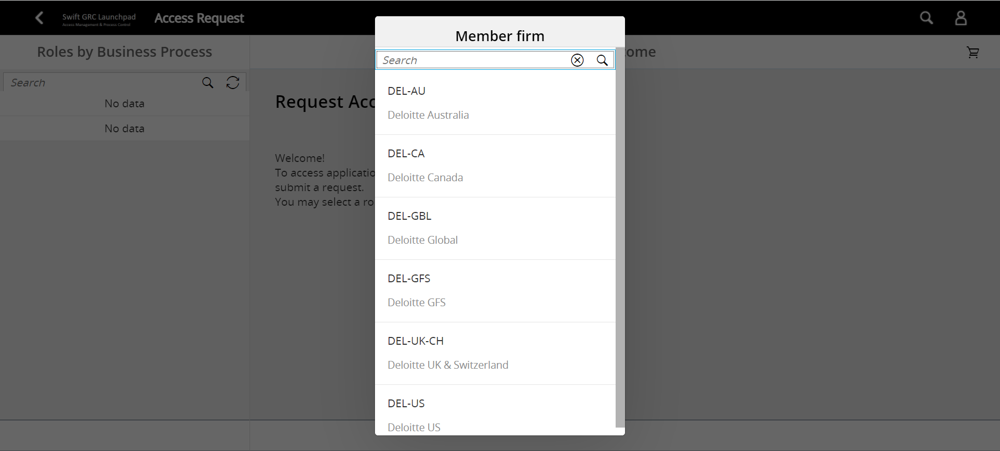 Swift GRC Launchpad
Access Management & Process Control
Access Request
Roles by Business Process
Search
No data
No data
ome
Request Acc
Welcome!
To access applicatio
submit a request.
You may select a ro
Member firm
Search
DEL-AU
Deloitte Australia
DEL-CA
Deloitte Canada
DEL-GBL
Deloitte Global
DEL-GFS
Deloitte GFS
DEL-UK-CH
Deloitte UK & Switzerland
DEL-US
Deloitte US